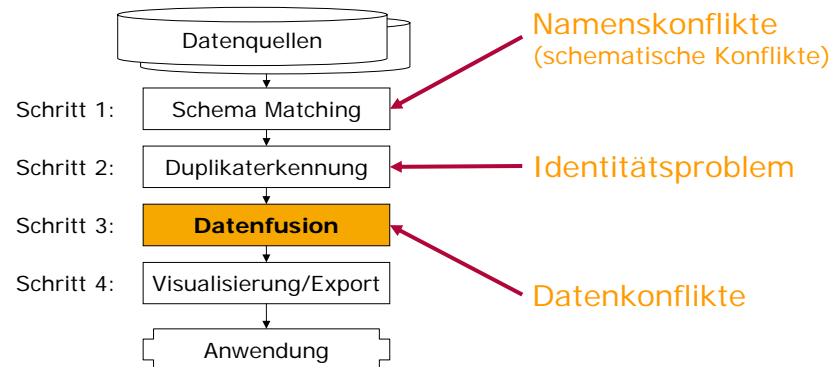 Datenquellen
Namenskonflikte
(schematische Konflikte)
Schritt 1: Schema Matching
Schritt 2: Duplikaterkennung
Identitätsproblem
Schritt 3: Datenfusion
Schritt 4: Visualisierung/Export
Datenkonflikte
Anwendung